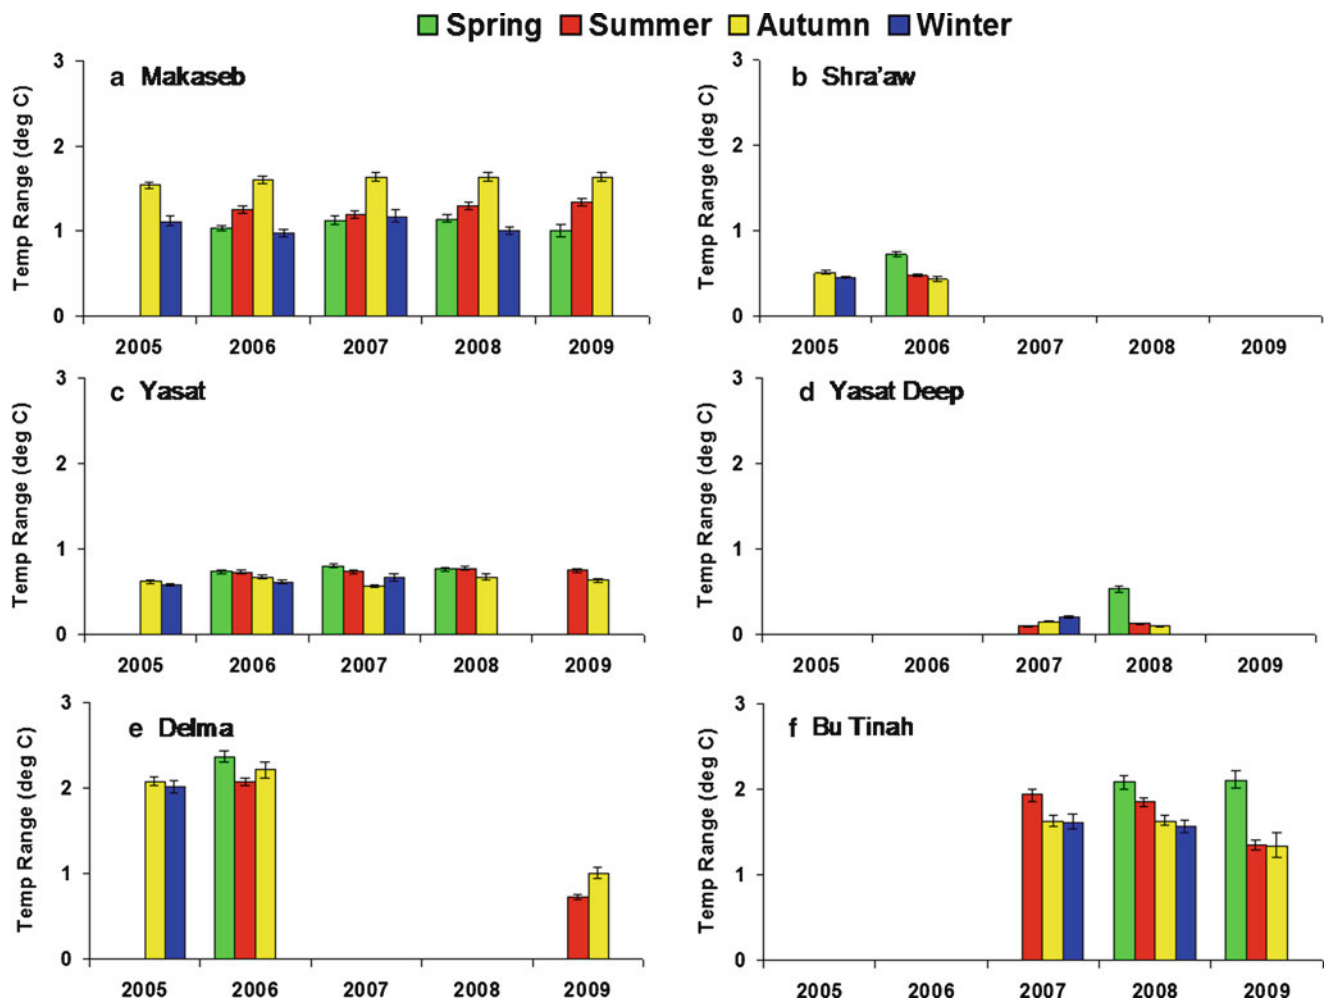 Spring Summer Autumn Winter
a Makaseb
Temp Range (deg C)
3
2
1
0
2005 2006 2007 2008 2009
b Shra'aw
Temp Range (deg C)
3
2
1
0
2005 2006 2007 2008 2009
c Yasat
Temp Range (deg C)
3
2
1
0
2005 2006 2007 2008 2009
d Yasat Deep
Temp Range (deg C)
3
2
1
0
2005 2006 2007 2008 2009
e Delma
Temp Range (deg C)
3
2
1
0
2005 2006 2007 2008 2009
f Bu Tinah
Temp Range (deg C)
3
2
1
0
2005 2006 2007 2008 2009